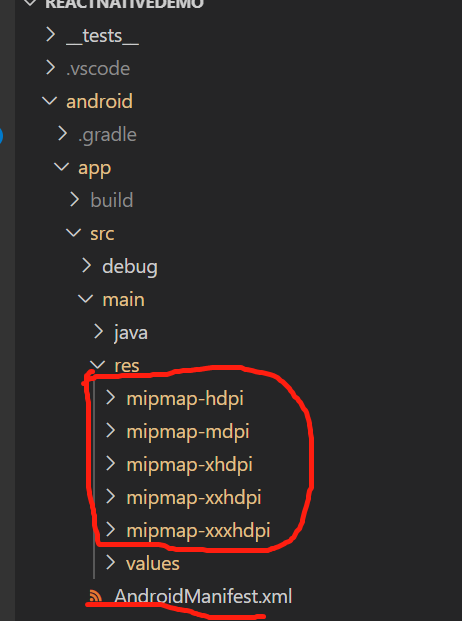 REACTNATIVEDEMO
__tests__
.vscode
android
.gradle
app
build
src
debug
main
java
res
mipmap-hdpi
mipmap-mdpi
mipmap-xhdpi
mipmap-xxhdpi
mipmap-xxxhdpi
values
AndroidManifest.xml